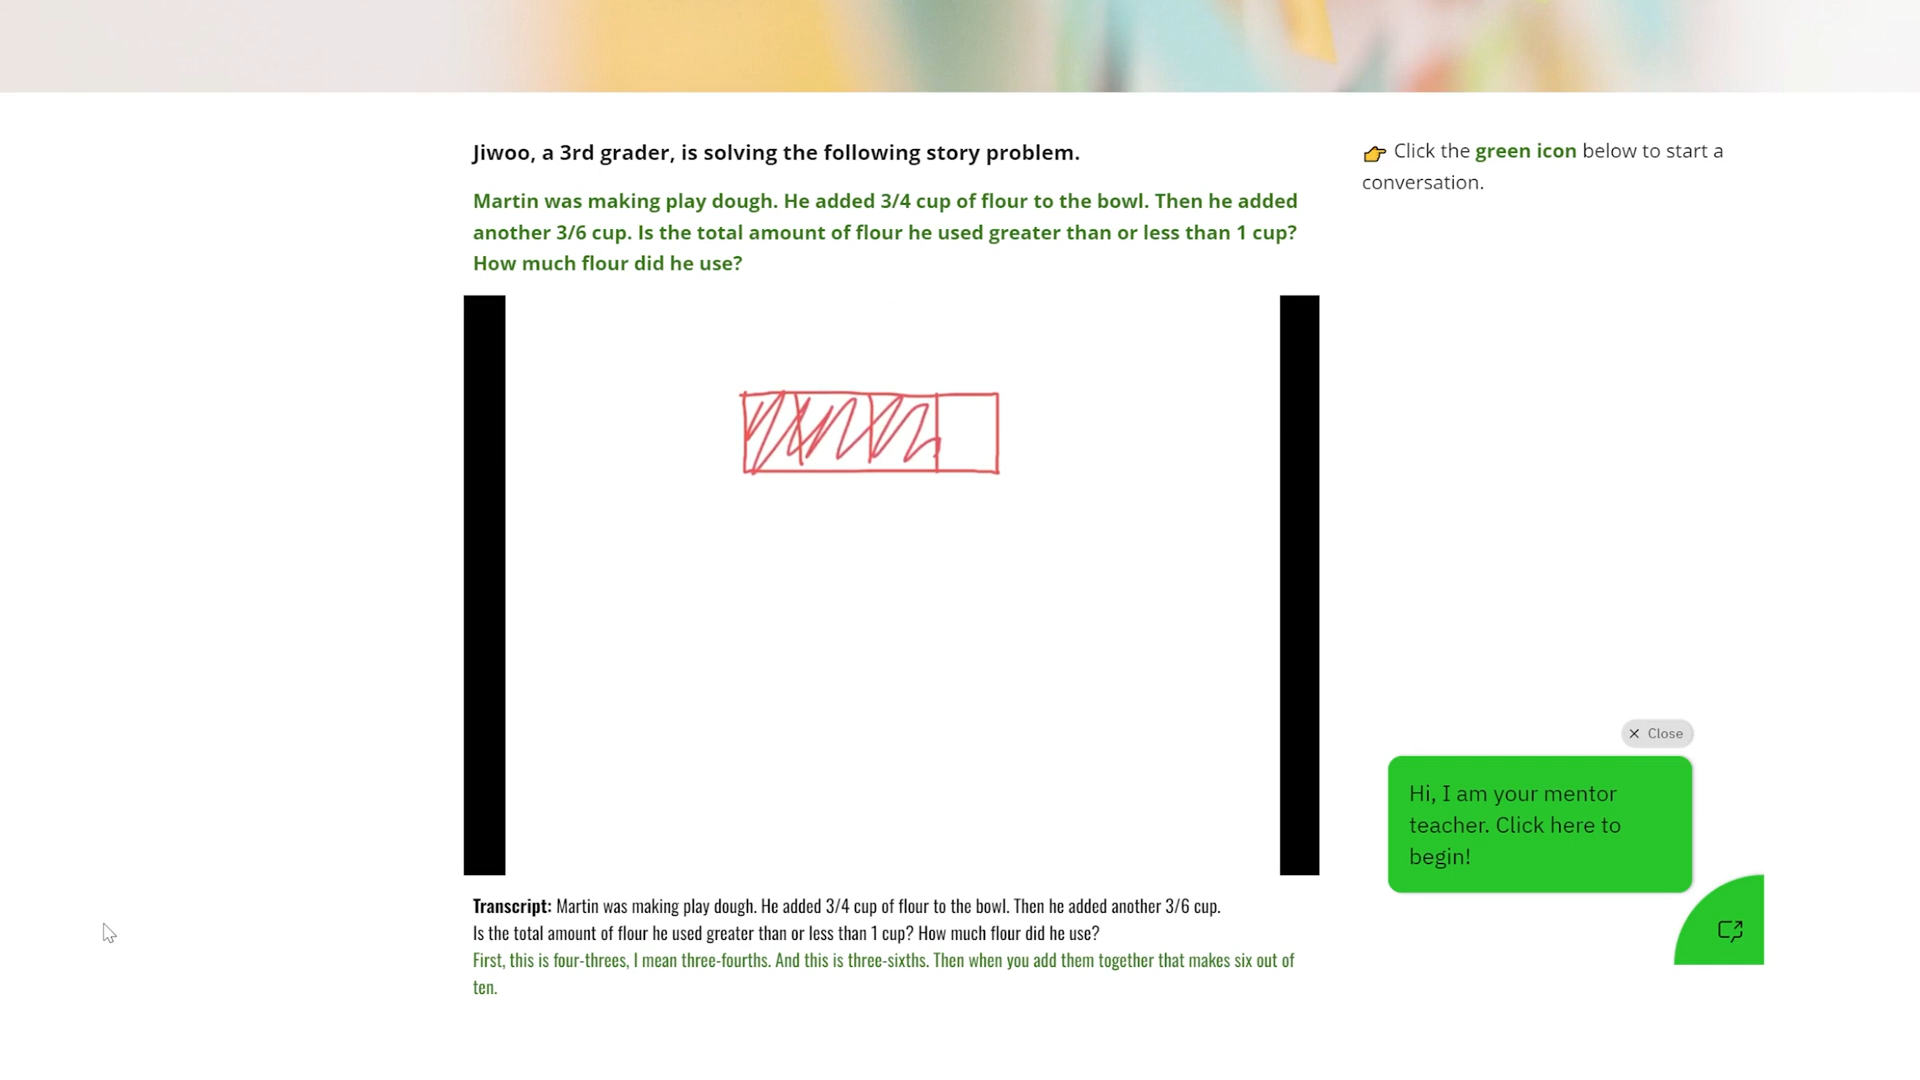 Jiwoo, a 3rd grader, is solving the following story problem.
Martin was making play dough. He added 3/4 cup of flour to the bowl. Then he added
another 3/6 cup. Is the total amount of flour he used greater than or less than 1 cup?
How much flour did he use?
Transcript: Martin was making play dough. He added 3/4 cup of flour to the bowl. Then he added another 3/6 cup.
Is the total amount of flour he used greater than or less than 1 cup? How much flour did he use?
First, this is four-threes, I mean three-fourths. And this is three-sixths. Then when you add them together that makes six out of
ten.
👉 Click the green icon below to start a
conversation.
× Close
Hi, I am your mentor
teacher. Click here to
begin!